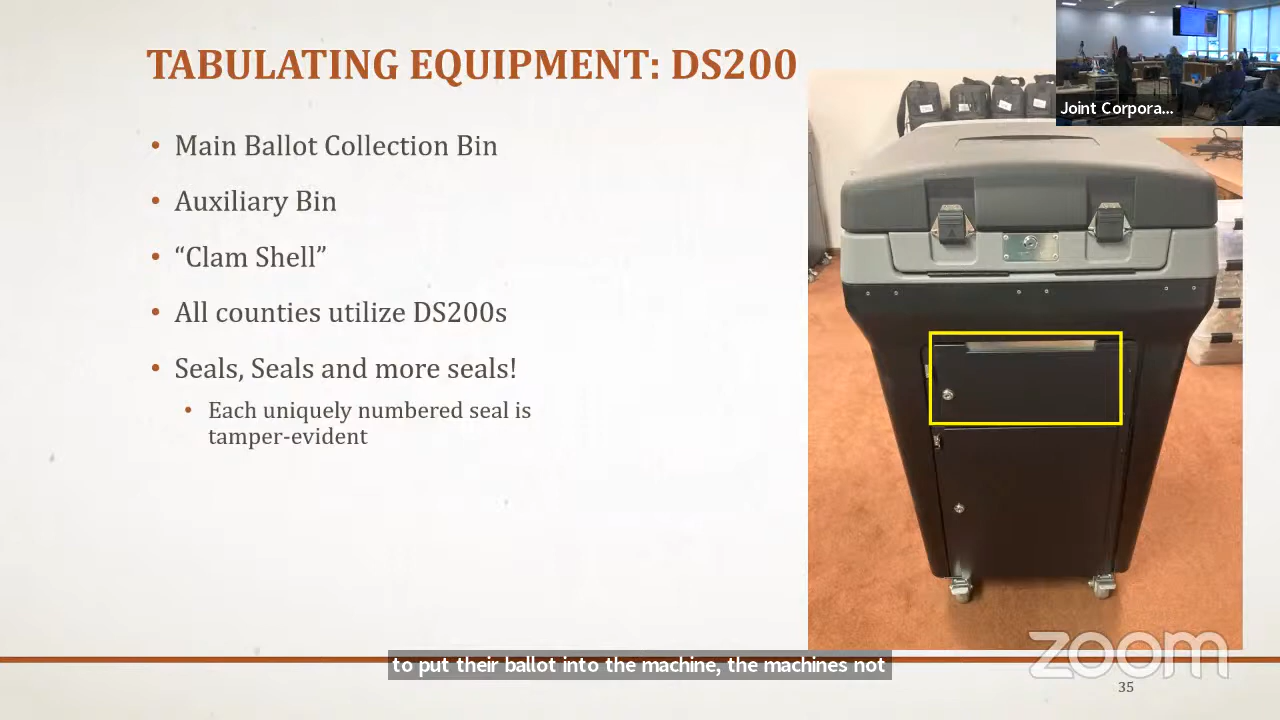 TABULATING EQUIPMENT: DS200
Joint Corpora...
• Main Ballot Collection Bin
• Auxiliary Bin
• “Clam Shell”
• All counties utilize DS200s
• Seals, Seals and more seals!
• Each uniquely numbered seal is
tamper-evident
zoom
to put their ballot into the machine, the machines not
35